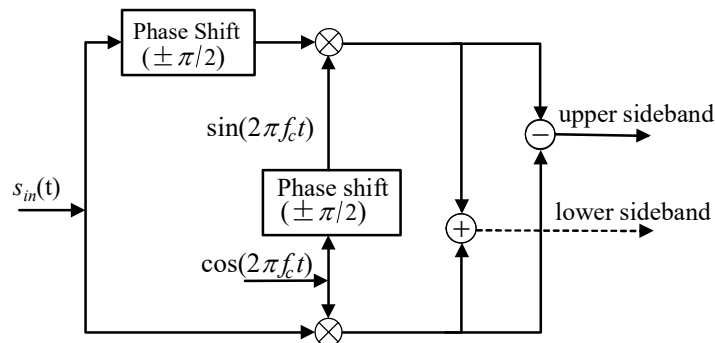 Phase Shift
(± π/2)
sin(2πf_ct)
upper sideband
−
s_in(t)
Phase shift
(± π/2)
lower sideband
+
cos(2πf_ct)